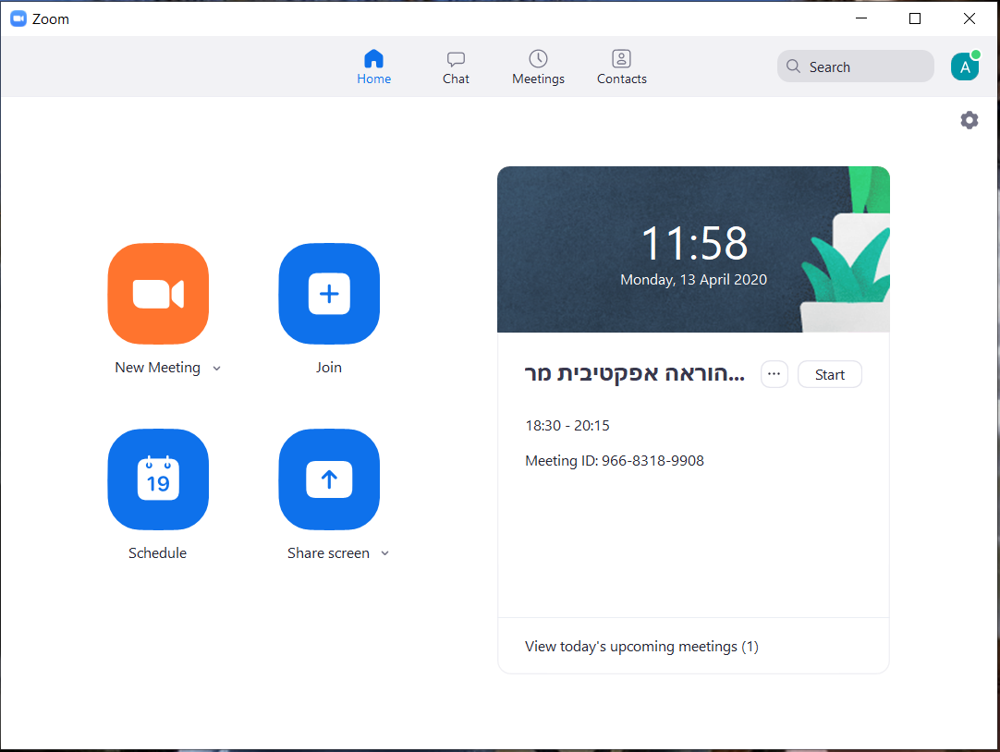 Zoom
Home
Chat
Meetings
Contacts
Search
A
11:58
Monday, 13 April 2020
New Meeting
Join
19
Schedule
Share screen
הוראה אפקטיבית מר...
Start
18:30 - 20:15
Meeting ID: 966-8318-9908
View today's upcoming meetings (1)